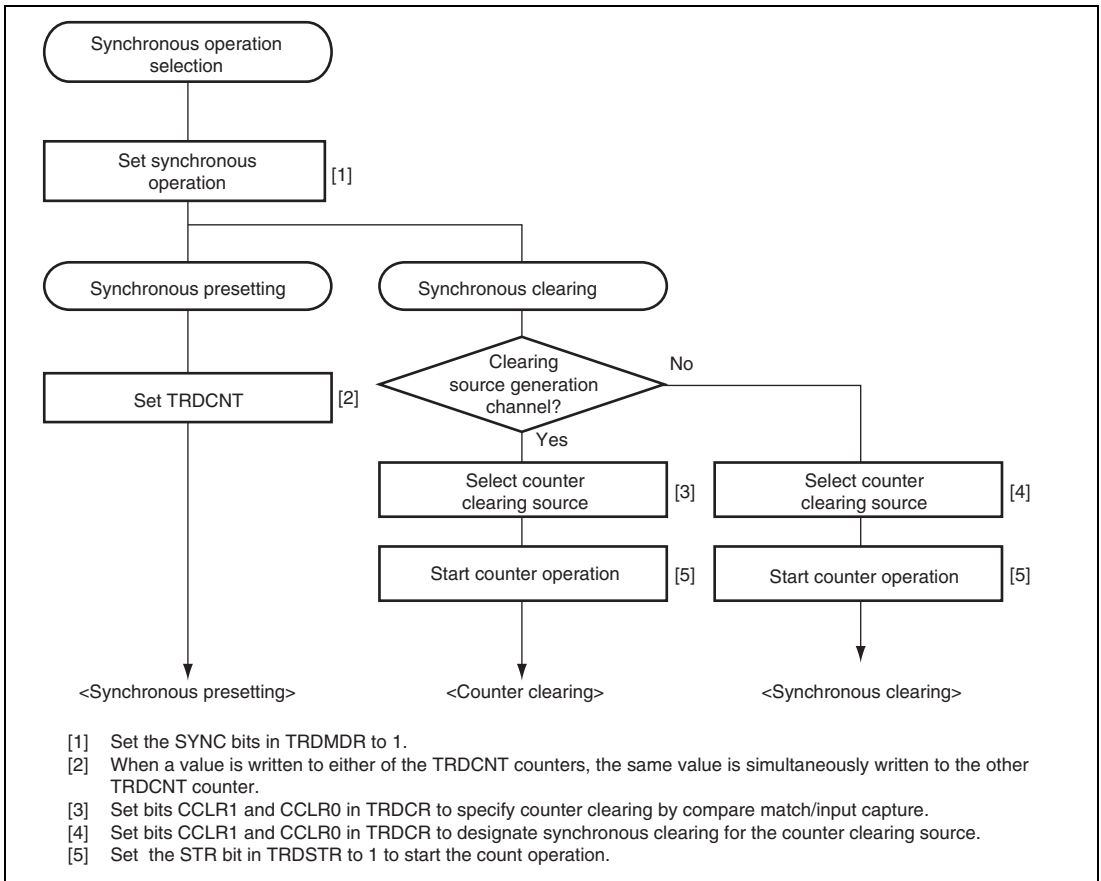 Synchronous operation
selection
Set synchronous
operation
[1]
Synchronous presetting
Synchronous clearing
Set TRDCNT
[2]
Clearing
source generation
channel?
No
Yes
Select counter
clearing source
[3]
Select counter
clearing source
[4]
Start counter operation
[5]
Start counter operation
[5]
<Synchronous presetting>
<Counter clearing>
<Synchronous clearing>
[1] Set the SYNC bits in TRDMDR to 1.
[2] When a value is written to either of the TRDCNT counters, the same value is simultaneously written to the other
TRDCNT counter.
[3] Set bits CCLR1 and CCLR0 in TRDCR to specify counter clearing by compare match/input capture.
[4] Set bits CCLR1 and CCLR0 in TRDCR to designate synchronous clearing for the counter clearing source.
[5] Set the STR bit in TRDSTR to 1 to start the count operation.